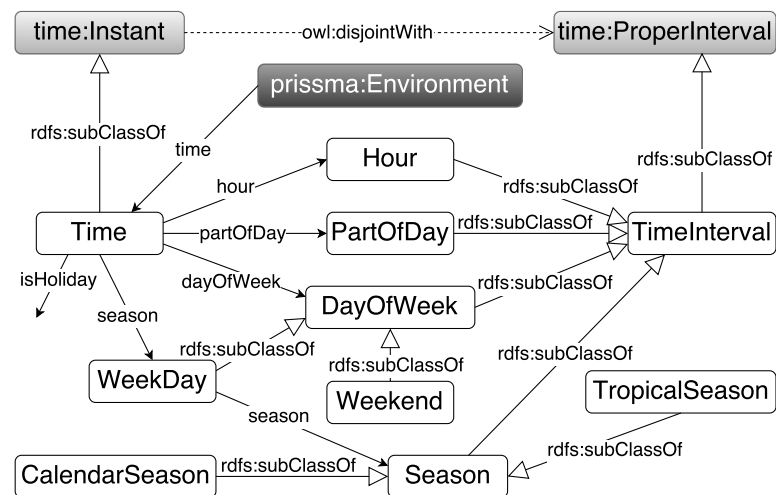 time:Instant
owl:disjointWith
time:ProperInterval
prissma:Environment
rdfs:subClassOf
time
Hour
rdfs:subClassOf
hour
rdfs:subClassOf
Time
partOfDay
PartOfDay
rdfs:subClassOf
TimeInterval
isHoliday
dayOfWeek
rdfs:subClassOf
season
DayOfWeek
rdfs:subClassOf
rdfs:subClassOf
rdfs:subClassOf
WeekDay
Weekend
TropicalSeason
season
rdfs:subClassOf
CalendarSeason
rdfs:subClassOf
Season